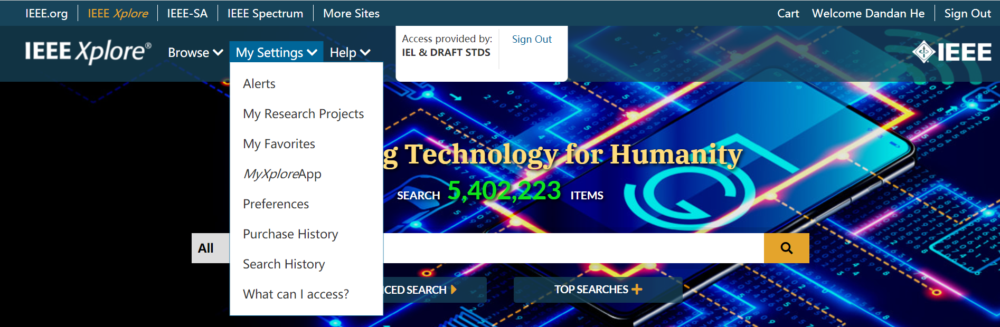 IEEE.org IEEE Xplore IEEE-SA IEEE Spectrum More Sites Cart Welcome Dandan He Sign Out
IEEE Xplore® Browse My Settings Help
Access provided by:
IEL & DRAFT STDS
Sign Out
IEEE
Alerts
My Research Projects
My Favorites
MyXploreApp
Preferences
Purchase History
Search History
What can I access?
g Technology for Humanity
SEARCH 5,402,223 ITEMS
All
CED SEARCH
TOP SEARCHES